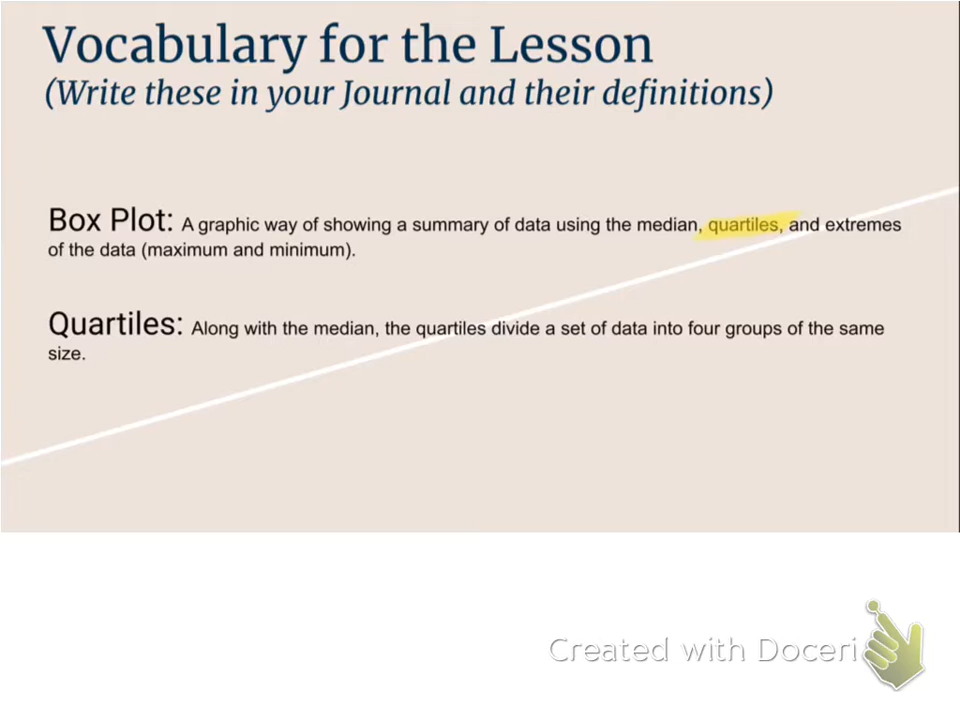 Vocabulary for the Lesson
(Write these in your Journal and their definitions)
Box Plot: A graphic way of showing a summary of data using the median, quartiles, and extremes
of the data (maximum and minimum).
Quartiles: Along with the median, the quartiles divide a set of data into four groups of the same
size.
Created with Doceri